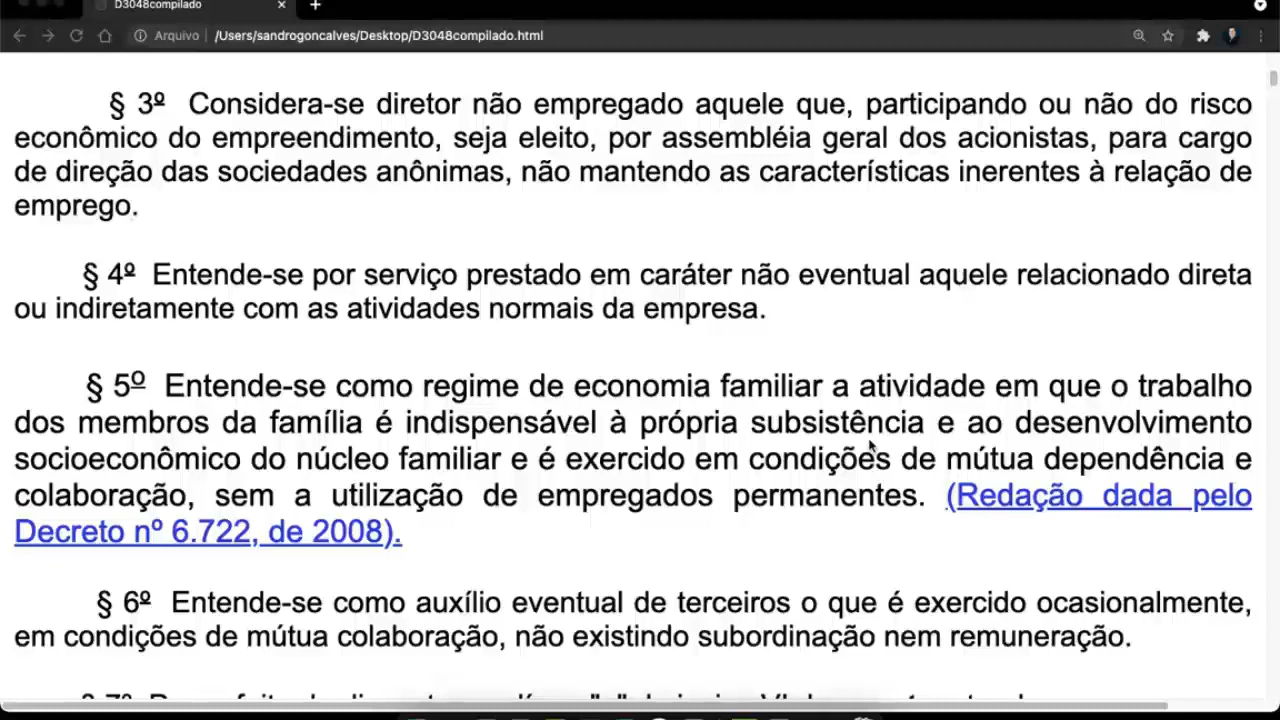 D3048compilado
Arquivo /Users/sandrogoncalves/Desktop/D3048compilado.html
§ 3º Considera-se diretor não empregado aquele que, participando ou não do risco
econômico do empreendimento, seja eleito, por assembléia geral dos acionistas, para cargo
de direção das sociedades anônimas, não mantendo as características inerentes à relação de
emprego.
§ 4º Entende-se por serviço prestado em caráter não eventual aquele relacionado direta
ou indiretamente com as atividades normais da empresa.
§ 5º Entende-se como regime de economia familiar a atividade em que o trabalho
dos membros da família é indispensável à própria subsistência e ao desenvolvimento
socioeconômico do núcleo familiar e é exercido em condições de mútua dependência e
colaboração, sem a utilização de empregados permanentes. (Redação dada pelo
Decreto nº 6.722, de 2008).
§ 6º Entende-se como auxílio eventual de terceiros o que é exercido ocasionalmente,
em condições de mútua colaboração, não existindo subordinação nem remuneração.
§ 7º